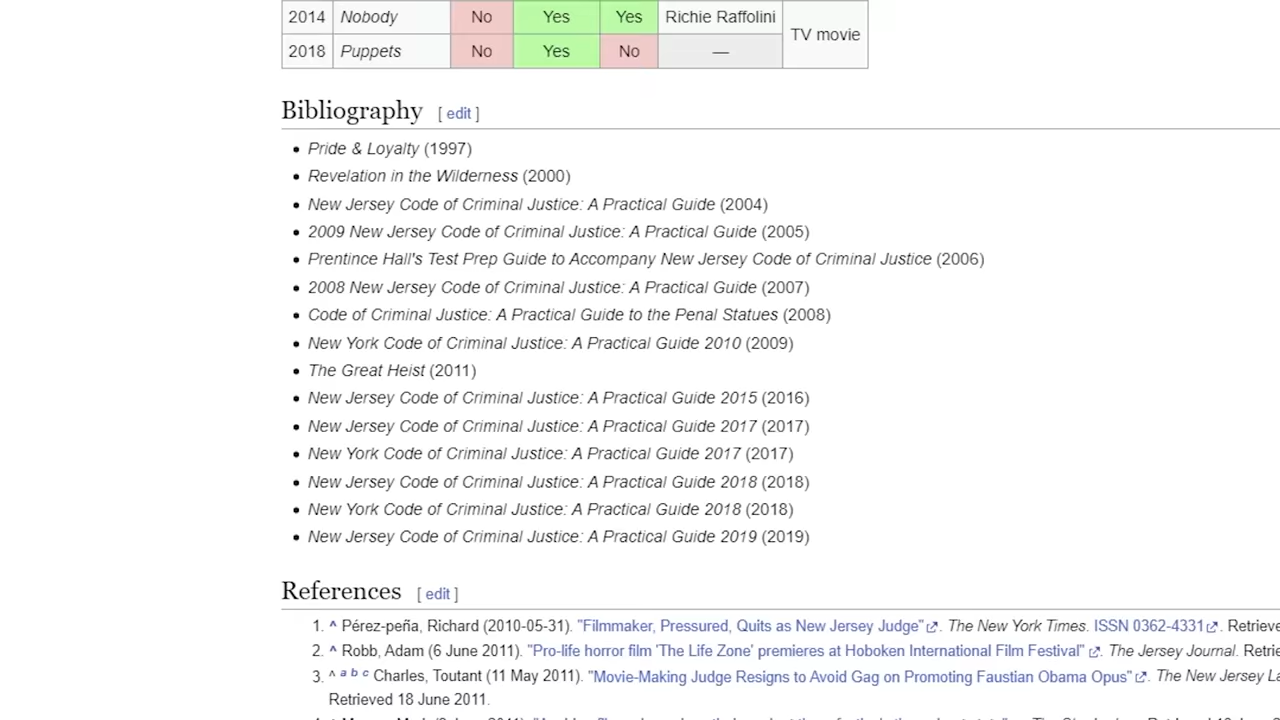 2014 Nobody No Yes Yes Richie Raffolini TV movie
2018 Puppets No Yes No —
Bibliography [ edit ]
Pride & Loyalty (1997)
Revelation in the Wilderness (2000)
New Jersey Code of Criminal Justice: A Practical Guide (2004)
2009 New Jersey Code of Criminal Justice: A Practical Guide (2005)
Prentince Hall's Test Prep Guide to Accompany New Jersey Code of Criminal Justice (2006)
2008 New Jersey Code of Criminal Justice: A Practical Guide (2007)
Code of Criminal Justice: A Practical Guide to the Penal Statues (2008)
New York Code of Criminal Justice: A Practical Guide 2010 (2009)
The Great Heist (2011)
New Jersey Code of Criminal Justice: A Practical Guide 2015 (2016)
New Jersey Code of Criminal Justice: A Practical Guide 2017 (2017)
New York Code of Criminal Justice: A Practical Guide 2017 (2017)
New Jersey Code of Criminal Justice: A Practical Guide 2018 (2018)
New York Code of Criminal Justice: A Practical Guide 2018 (2018)
New Jersey Code of Criminal Justice: A Practical Guide 2019 (2019)
References [ edit ]
1. ^ Pérez-peña, Richard (2010-05-31). "Filmmaker, Pressured, Quits as New Jersey Judge". The New York Times. ISSN 0362-4331. Retrieve
2. ^ Robb, Adam (6 June 2011). "Pro-life horror film 'The Life Zone' premieres at Hoboken International Film Festival". The Jersey Journal. Retrie
3. ^ a b c Charles, Toutant (11 May 2011). "Movie-Making Judge Resigns to Avoid Gag on Promoting Faustian Obama Opus". The New Jersey La
Retrieved 18 June 2011.